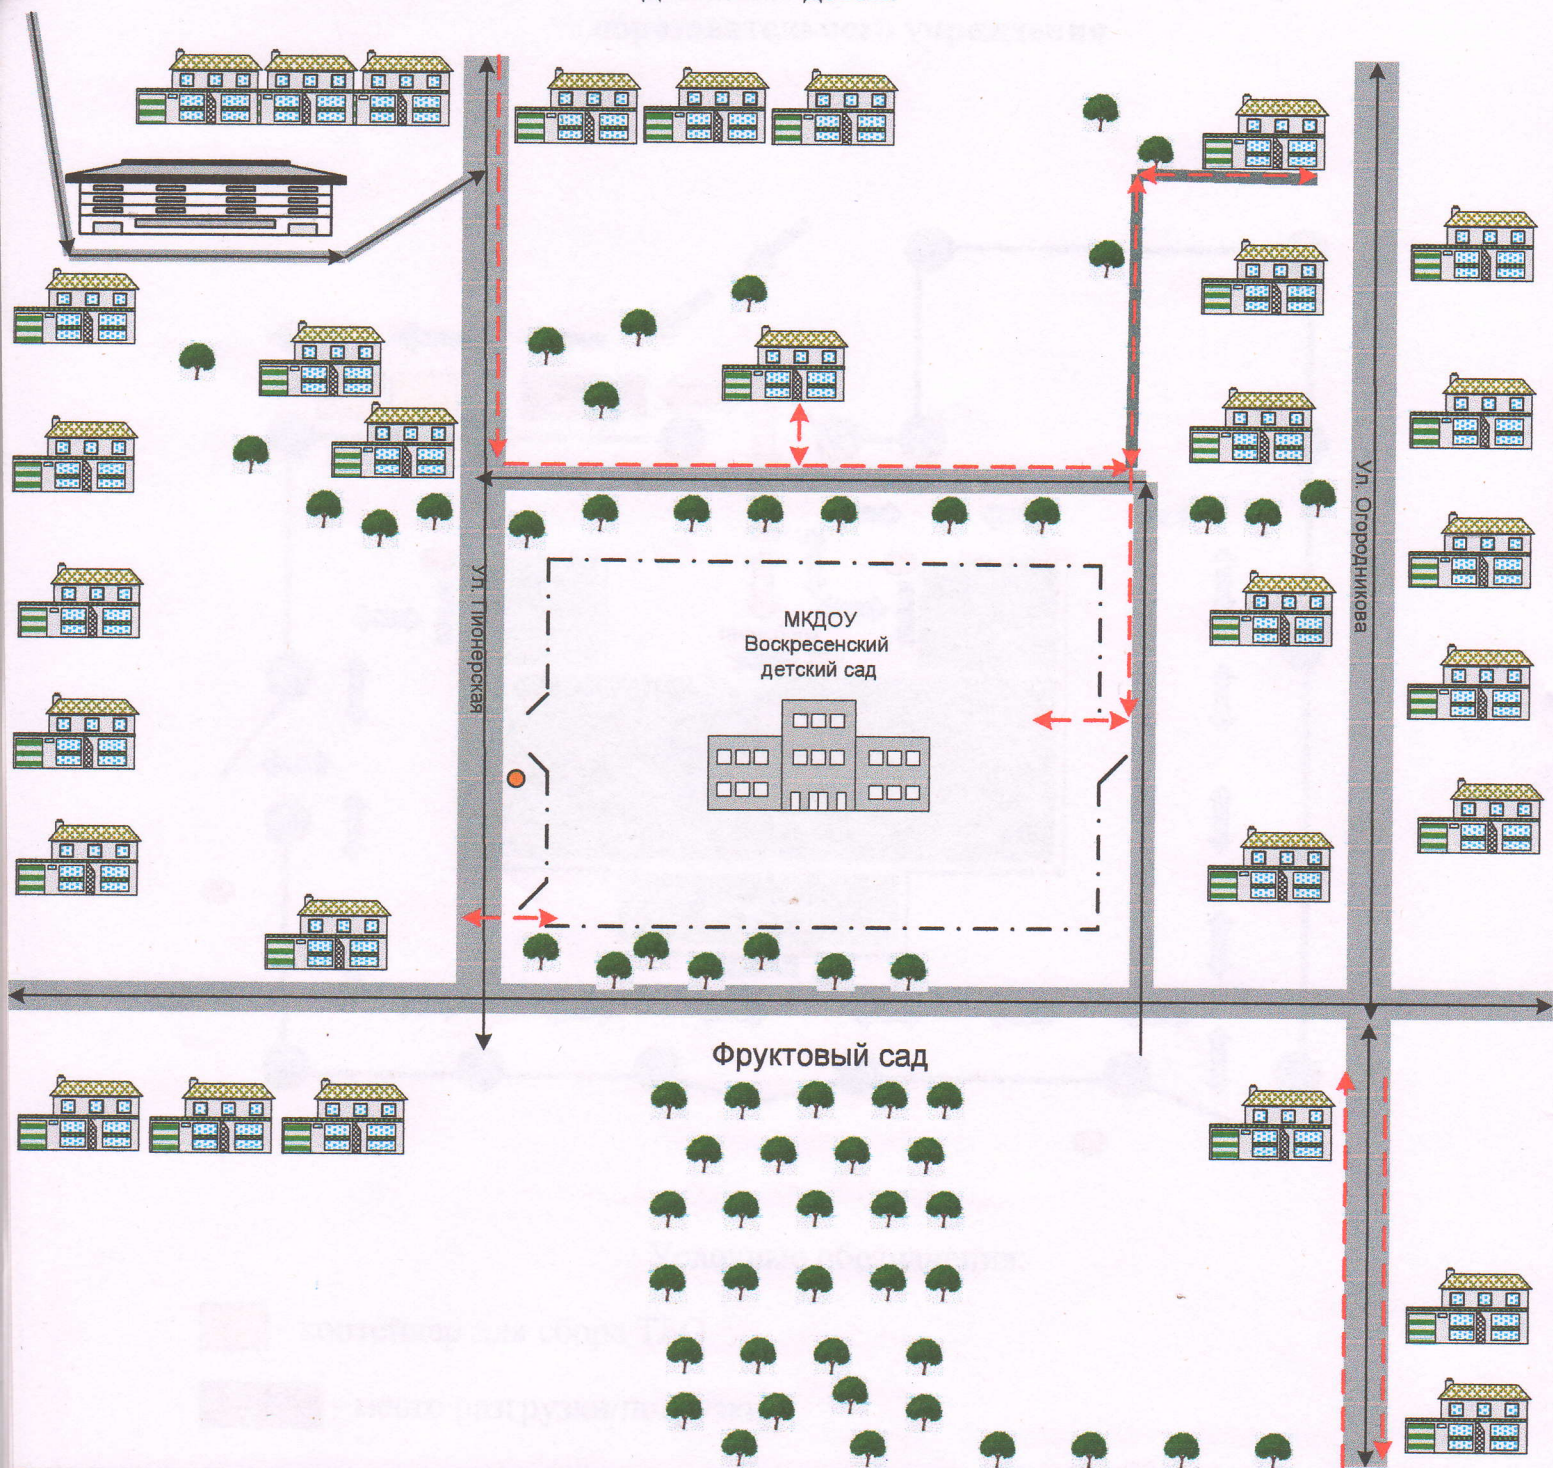 МКДОУ
Воскресенский
детский сад
Ул. Пионерская
Ул. Огородникова
Фруктовый сад